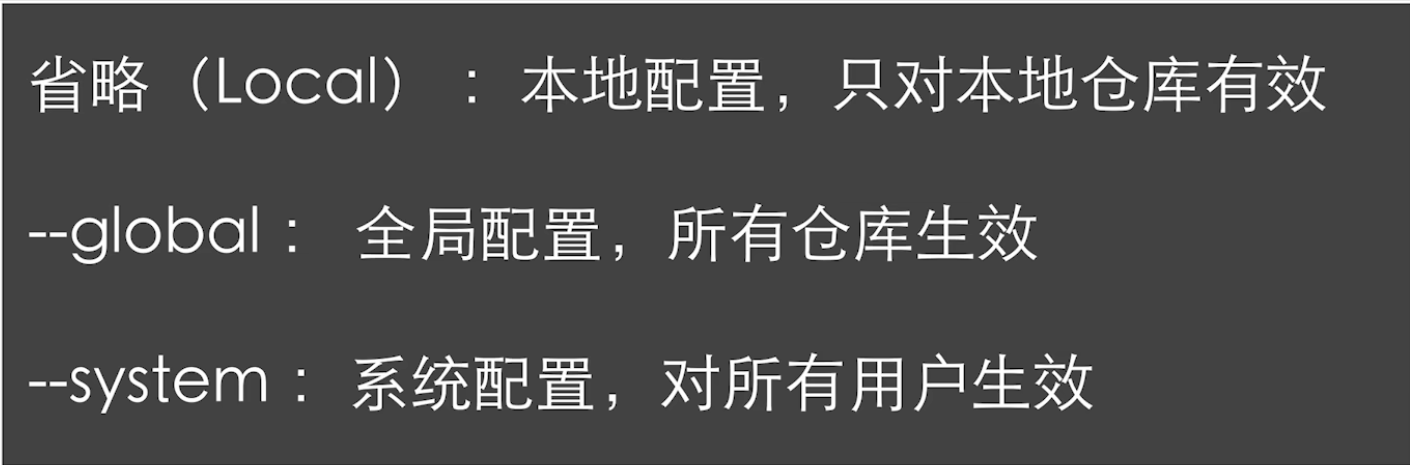 省略（Local）：本地配置，只对本地仓库有效
--global： 全局配置，所有仓库生效
--system：系统配置，对所有用户生效